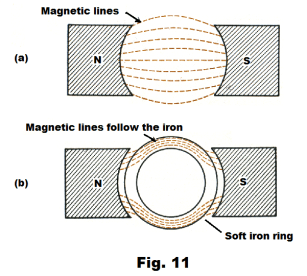 Magnetic lines
(a)
N
S
Magnetic lines follow the iron
(b)
N
S
Soft iron ring
Fig. 11